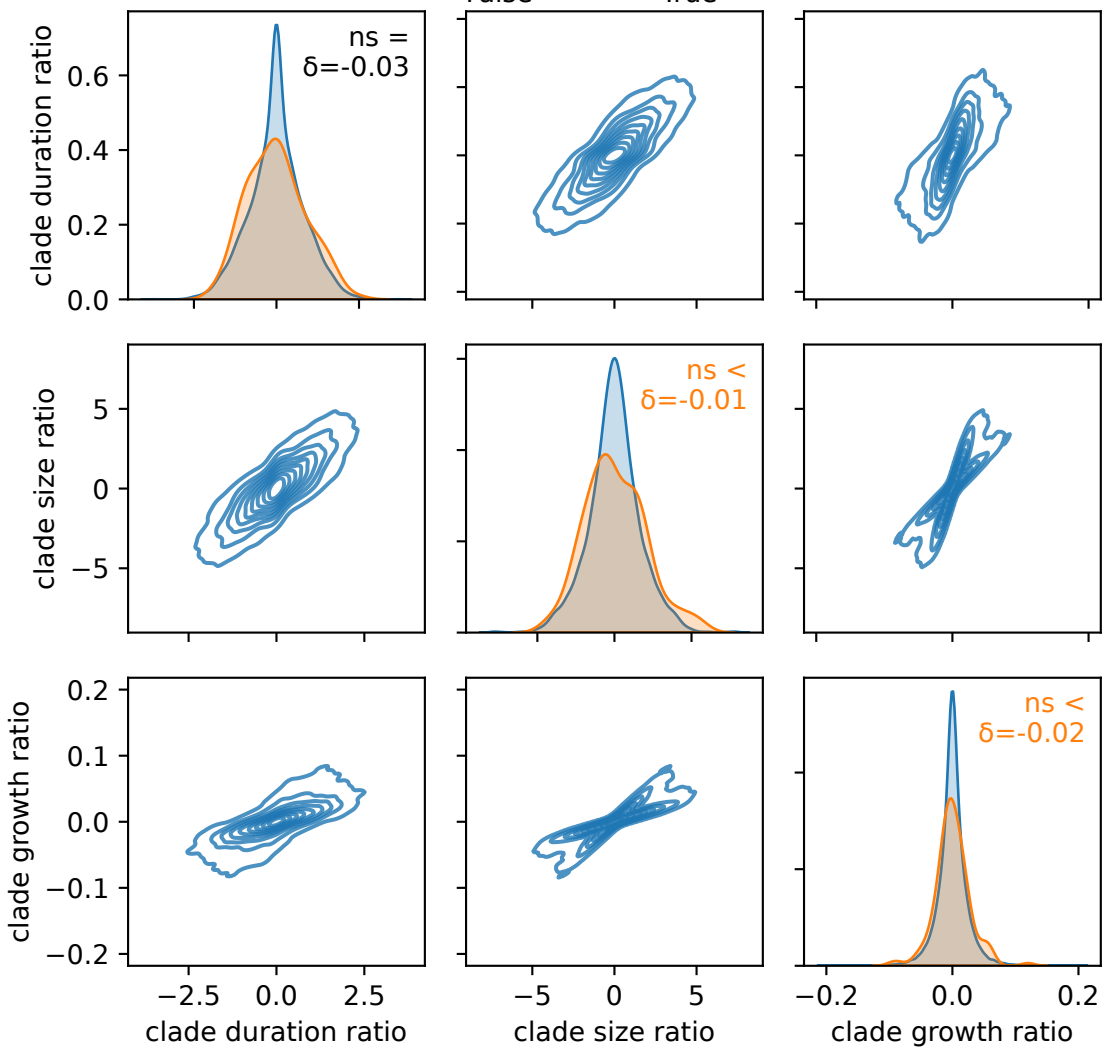 clade duration ratio
0.6
0.4
0.2
0.0
ns =
δ=-0.03
clade size ratio
5
0
−5
ns <
δ=-0.01
clade growth ratio
0.2
0.1
0.0
−0.1
−0.2
ns <
δ=-0.02
−2.5
0.0
2.5
−5
0
5
−0.2
0.0
0.2
clade duration ratio
clade size ratio
clade growth ratio